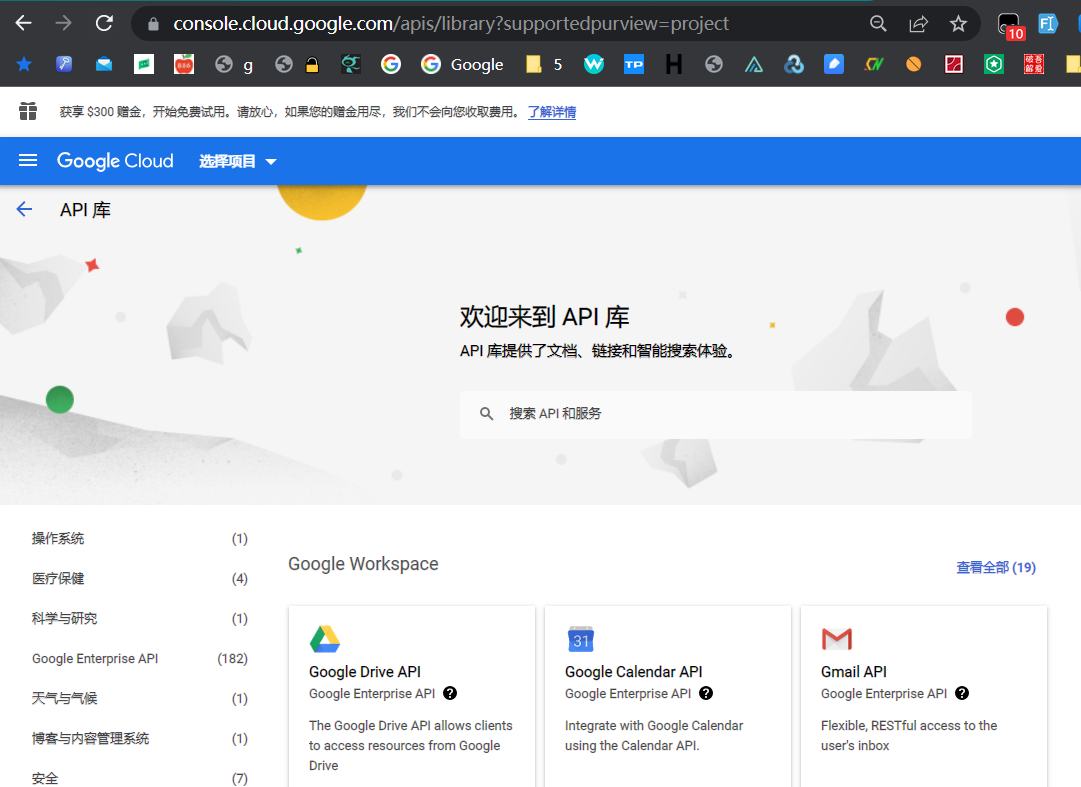 console.cloud.google.com/apis/library?supportedpurview=project
10
g
Google
5
TP
获享 $300 赠金，开始免费试用。请放心，如果您的赠金用尽，我们不会向您收取费用。 了解详情
Google Cloud 选择项目
API 库
欢迎来到 API 库
API 库提供了文档、链接和智能搜索体验。
搜索 API 和服务
操作系统 (1)
医疗保健 (4)
科学与研究 (1)
Google Enterprise API (182)
天气与气候 (1)
博客与内容管理系统 (1)
安全 (7)
Google Workspace
查看全部 (19)
31
Google Drive API
Google Enterprise API
The Google Drive API allows clients
to access resources from Google
Drive
Google Calendar API
Google Enterprise API
Integrate with Google Calendar
using the Calendar API.
Gmail API
Google Enterprise API
Flexible, RESTful access to the
user's inbox